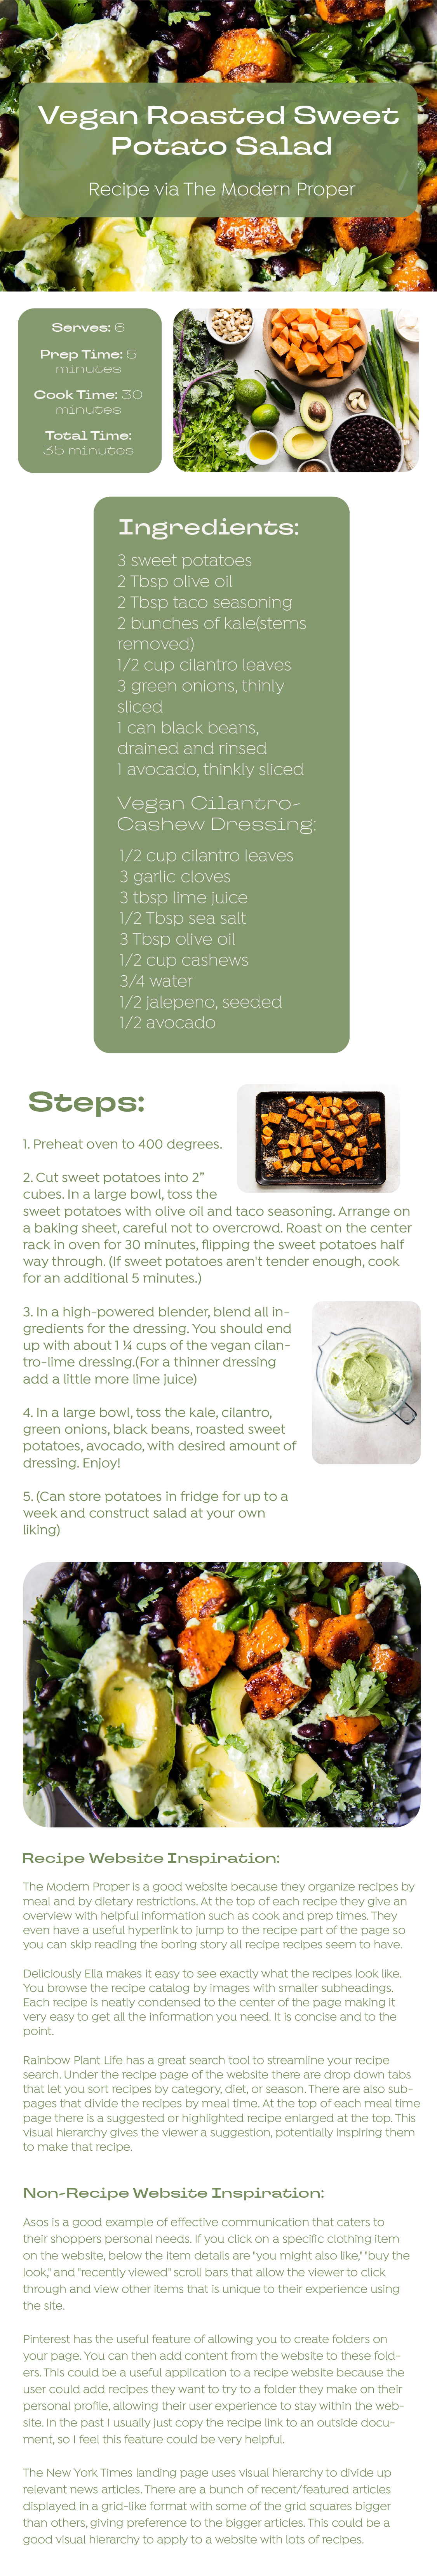 Vegan Roasted Sweet
Potato Salad
Recipe via The Modern Proper
Serves: 6
Prep Time: 5
minutes
Cook Time: 30
minutes
Total Time:
35 minutes
Ingredients:
3 sweet potatoes
2 Tbsp olive oil
2 Tbsp taco seasoning
2 bunches of kale(stems
removed)
1/2 cup cilantro leaves
3 green onions, thinly
sliced
1 can black beans,
drained and rinsed
1 avocado, thinkly sliced
Vegan Cilantro-
Cashew Dressing:
1/2 cup cilantro leaves
3 garlic cloves
3 tbsp lime juice
1/2 Tbsp sea salt
3 Tbsp olive oil
1/2 cup cashews
3/4 water
1/2 jalepeno, seeded
1/2 avocado
Steps:
1. Preheat oven to 400 degrees.
2. Cut sweet potatoes into 2”
cubes. In a large bowl, toss the
sweet potatoes with olive oil and taco seasoning. Arrange on
a baking sheet, careful not to overcrowd. Roast on the center
rack in oven for 30 minutes, flipping the sweet potatoes half
way through. (If sweet potatoes aren't tender enough, cook
for an additional 5 minutes.)
3. In a high-powered blender, blend all in-
gredients for the dressing. You should end
up with about 1 ¼ cups of the vegan cilan-
tro-lime dressing.(For a thinner dressing
add a little more lime juice)
4. In a large bowl, toss the kale, cilantro,
green onions, black beans, roasted sweet
potatoes, avocado, with desired amount of
dressing. Enjoy!
5. (Can store potatoes in fridge for up to a
week and construct salad at your own
liking)
Recipe Website Inspiration:
The Modern Proper is a good website because they organize recipes by
meal and by dietary restrictions. At the top of each recipe they give an
overview with helpful information such as cook and prep times. They
even have a useful hyperlink to jump to the recipe part of the page so
you can skip reading the boring story all recipe recipes seem to have.
Deliciously Ella makes it easy to see exactly what the recipes look like.
You browse the recipe catalog by images with smaller subheadings.
Each recipe is neatly condensed to the center of the page making it
very easy to get all the information you need. It is concise and to the
point.
Rainbow Plant Life has a great search tool to streamline your recipe
search. Under the recipe page of the website there are drop down tabs
that let you sort recipes by category, diet, or season. There are also sub-
pages that divide the recipes by meal time. At the top of each meal time
page there is a suggested or highlighted recipe enlarged at the top. This
visual hierarchy gives the viewer a suggestion, potentially inspiring them
to make that recipe.
Non-Recipe Website Inspiration:
Asos is a good example of effective communication that caters to
their shoppers personal needs. If you click on a specific clothing item
on the website, below the item details are "you might also like," "buy the
look," and "recently viewed" scroll bars that allow the viewer to click
through and view other items that is unique to their experience using
the site.
Pinterest has the useful feature of allowing you to create folders on
your page. You can then add content from the website to these fold-
ers. This could be a useful application to a recipe website because the
user could add recipes they want to try to a folder they make on their
personal profile, allowing their user experience to stay within the web-
site. In the past I usually just copy the recipe link to an outside docu-
ment, so I feel this feature could be very helpful.
The New York Times landing page uses visual hierarchy to divide up
relevant news articles. There are a bunch of recent/featured articles
displayed in a grid-like format with some of the grid squares bigger
than others, giving preference to the bigger articles. This could be a
good visual hierarchy to apply to a website with lots of recipes.